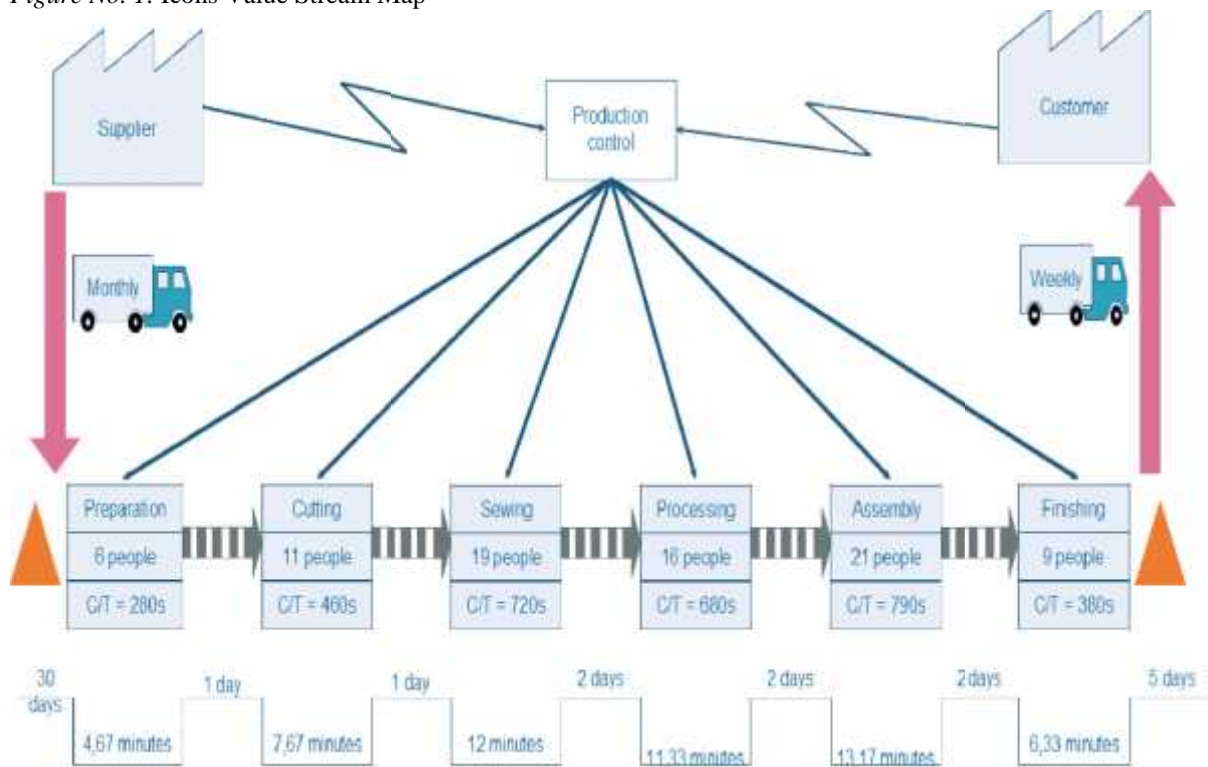 Figure No. 1: Icons Value Stream Map
Supplier
Production
control
Customer
Monthly
Weekly
Preparation
6 people
C/T = 280s
Cutting
11 people
C/T = 460s
Sewing
19 people
C/T = 720s
Processing
16 people
C/T = 680s
Assembly
21 people
C/T = 790s
Finishing
9 people
C/T = 380s
30
days
1 day
1 day
2 days
2 days
2 days
5 days
4,67 minutes
7,67 minutes
12 minutes
11,33 minutes
13,17 minutes
6,33 minutes